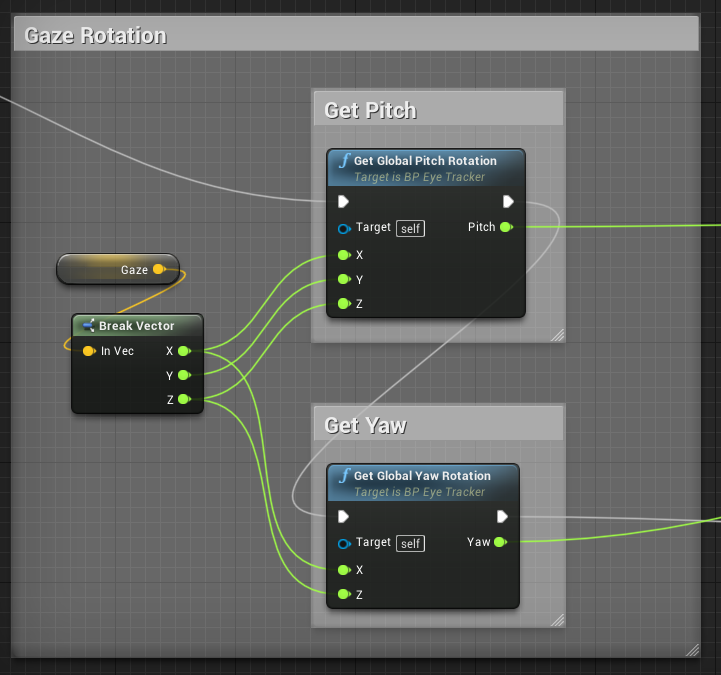 Gaze Rotation
Get Pitch
f Get Global Pitch Rotation
Target is BP Eye Tracker
Target self Pitch
X
Y
Z
Gaze
Break Vector
In Vec X
Y
Z
Get Yaw
f Get Global Yaw Rotation
Target is BP Eye Tracker
Target self Yaw
X
Z